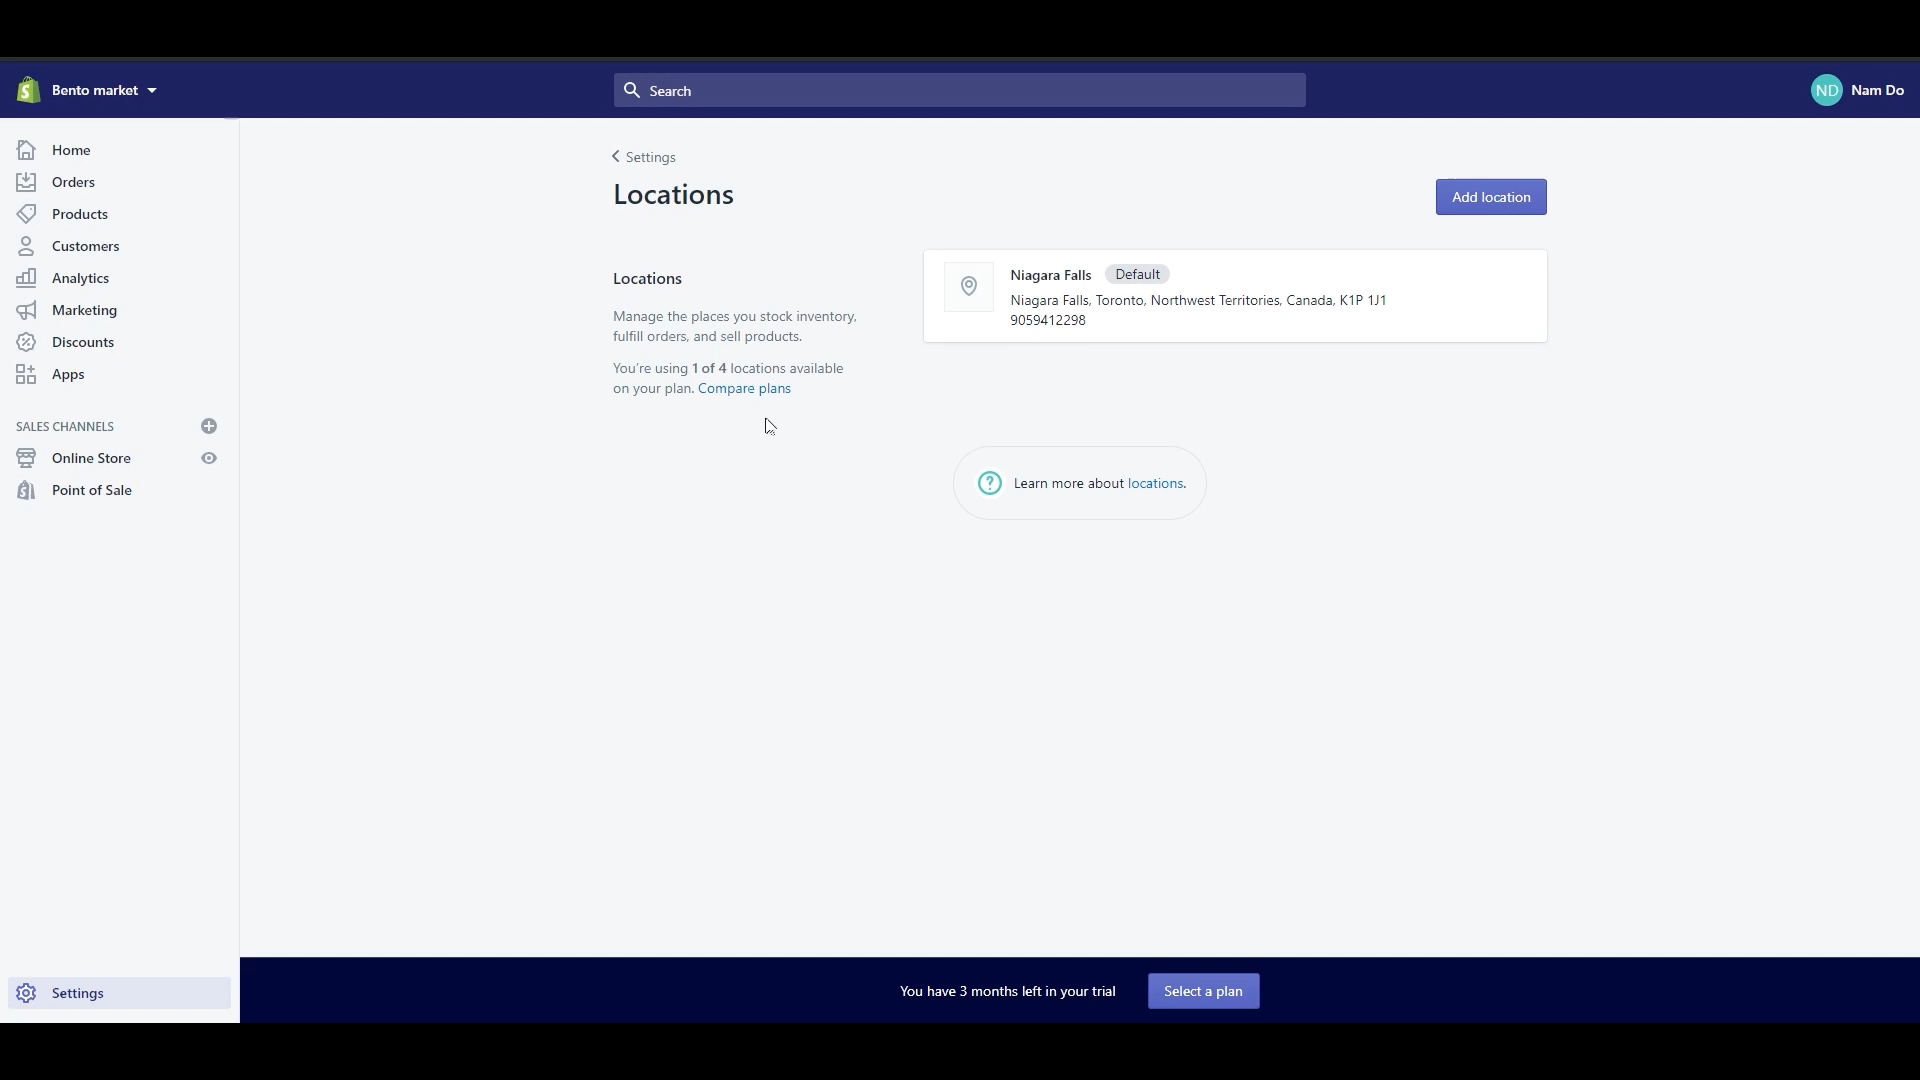 Bento market
Search
ND Nam Do
Home
Orders
Products
Customers
Analytics
Marketing
Discounts
Apps
SALES CHANNELS
Online Store
Point of Sale
Settings
Settings
Locations
Add location
Locations
Manage the places you stock inventory,
fulfill orders, and sell products.
You're using 1 of 4 locations available
on your plan. Compare plans
Niagara Falls Default
Niagara Falls, Toronto, Northwest Territories, Canada, K1P 1J1
9059412298
Learn more about locations.
You have 3 months left in your trial
Select a plan